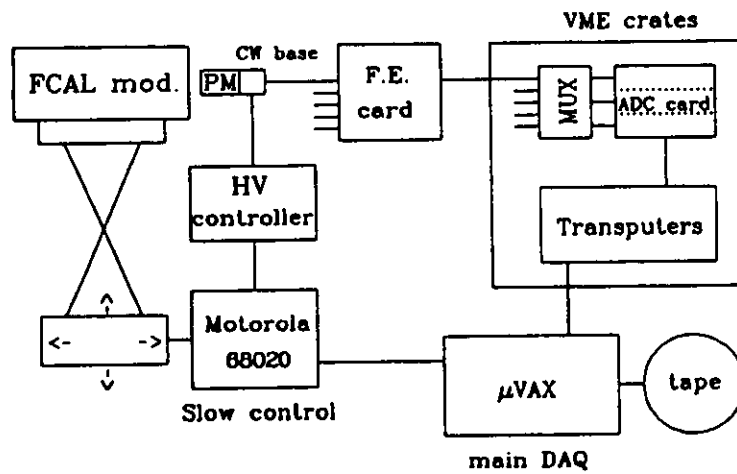 VME crates
CW base
FCAL mod.
PM
F.E.
card
MUX
ADC card
HV
controller
Transputers
<- ->
Motorola
68020
Slow control
μVAX
tape
main DAQ